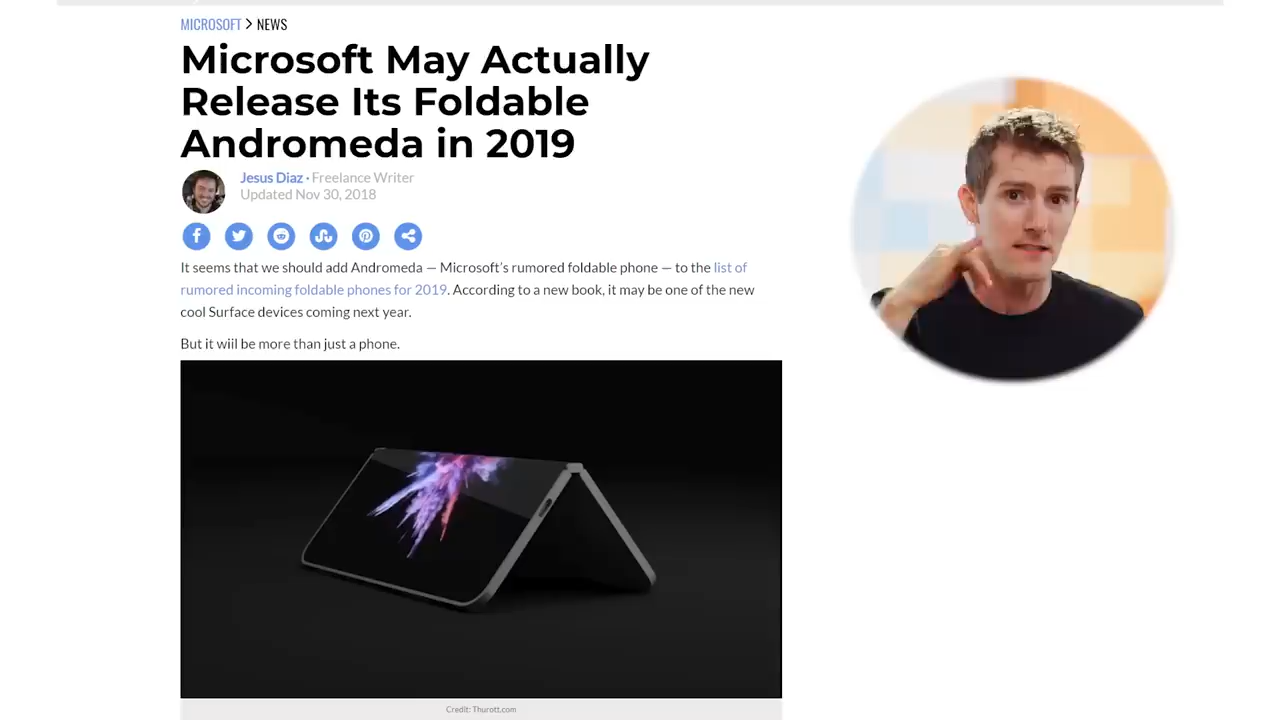 MICROSOFT > NEWS
Microsoft May Actually
Release Its Foldable
Andromeda in 2019
Jesus Diaz · Freelance Writer
Updated Nov 30, 2018
It seems that we should add Andromeda — Microsoft's rumored foldable phone — to the list of
rumored incoming foldable phones for 2019. According to a new book, it may be one of the new
cool Surface devices coming next year.
But it will be more than just a phone.
Credit: Thurott.com